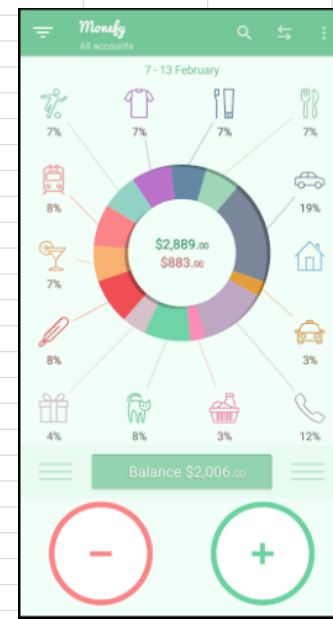 Monefy
All accounts
7 - 13 February
7% 7% 7% 7%
8% 19%
$2,889.00
$883.00
7%
8% 3%
4% 8% 3% 12%
Balance $2,006.00